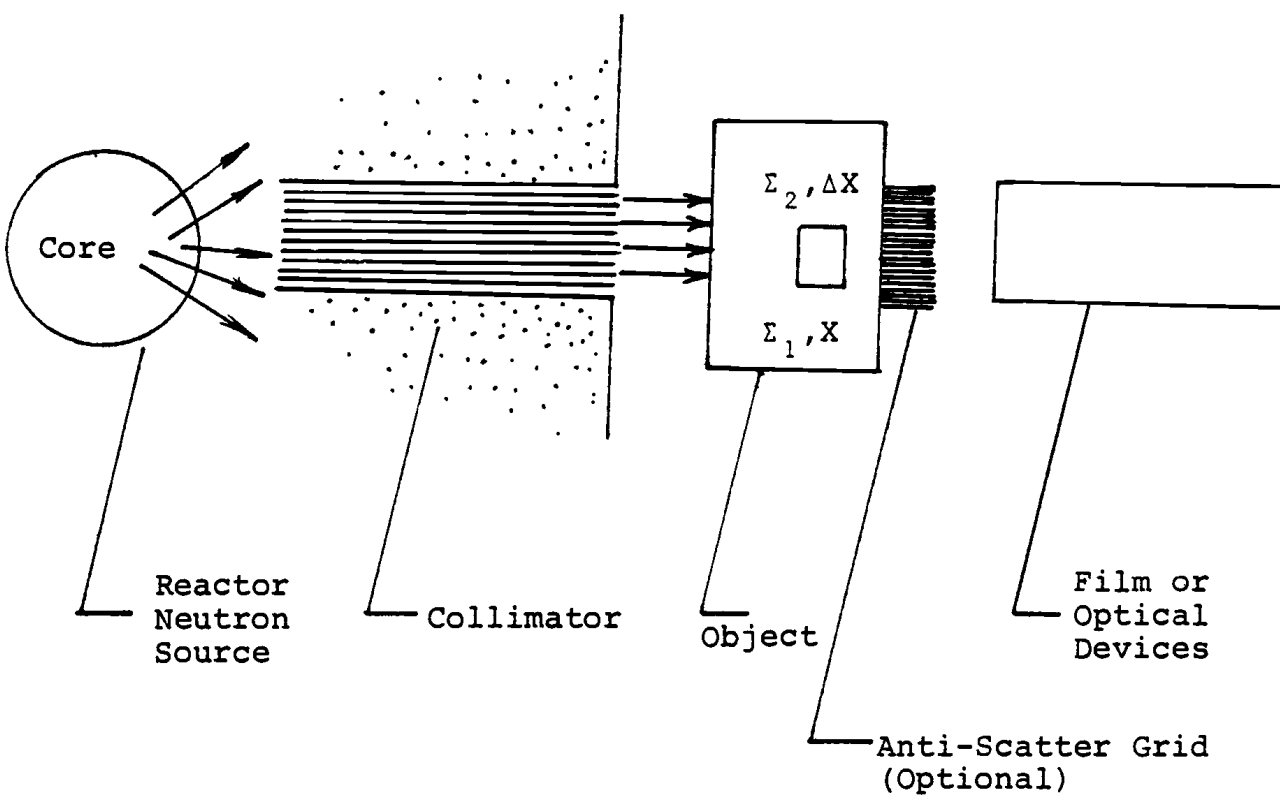 Core
Σ2, ΔX
Σ1, X
Reactor
Neutron
Source
Collimator
Object
Film or
Optical
Devices
Anti-Scatter Grid
(Optional)